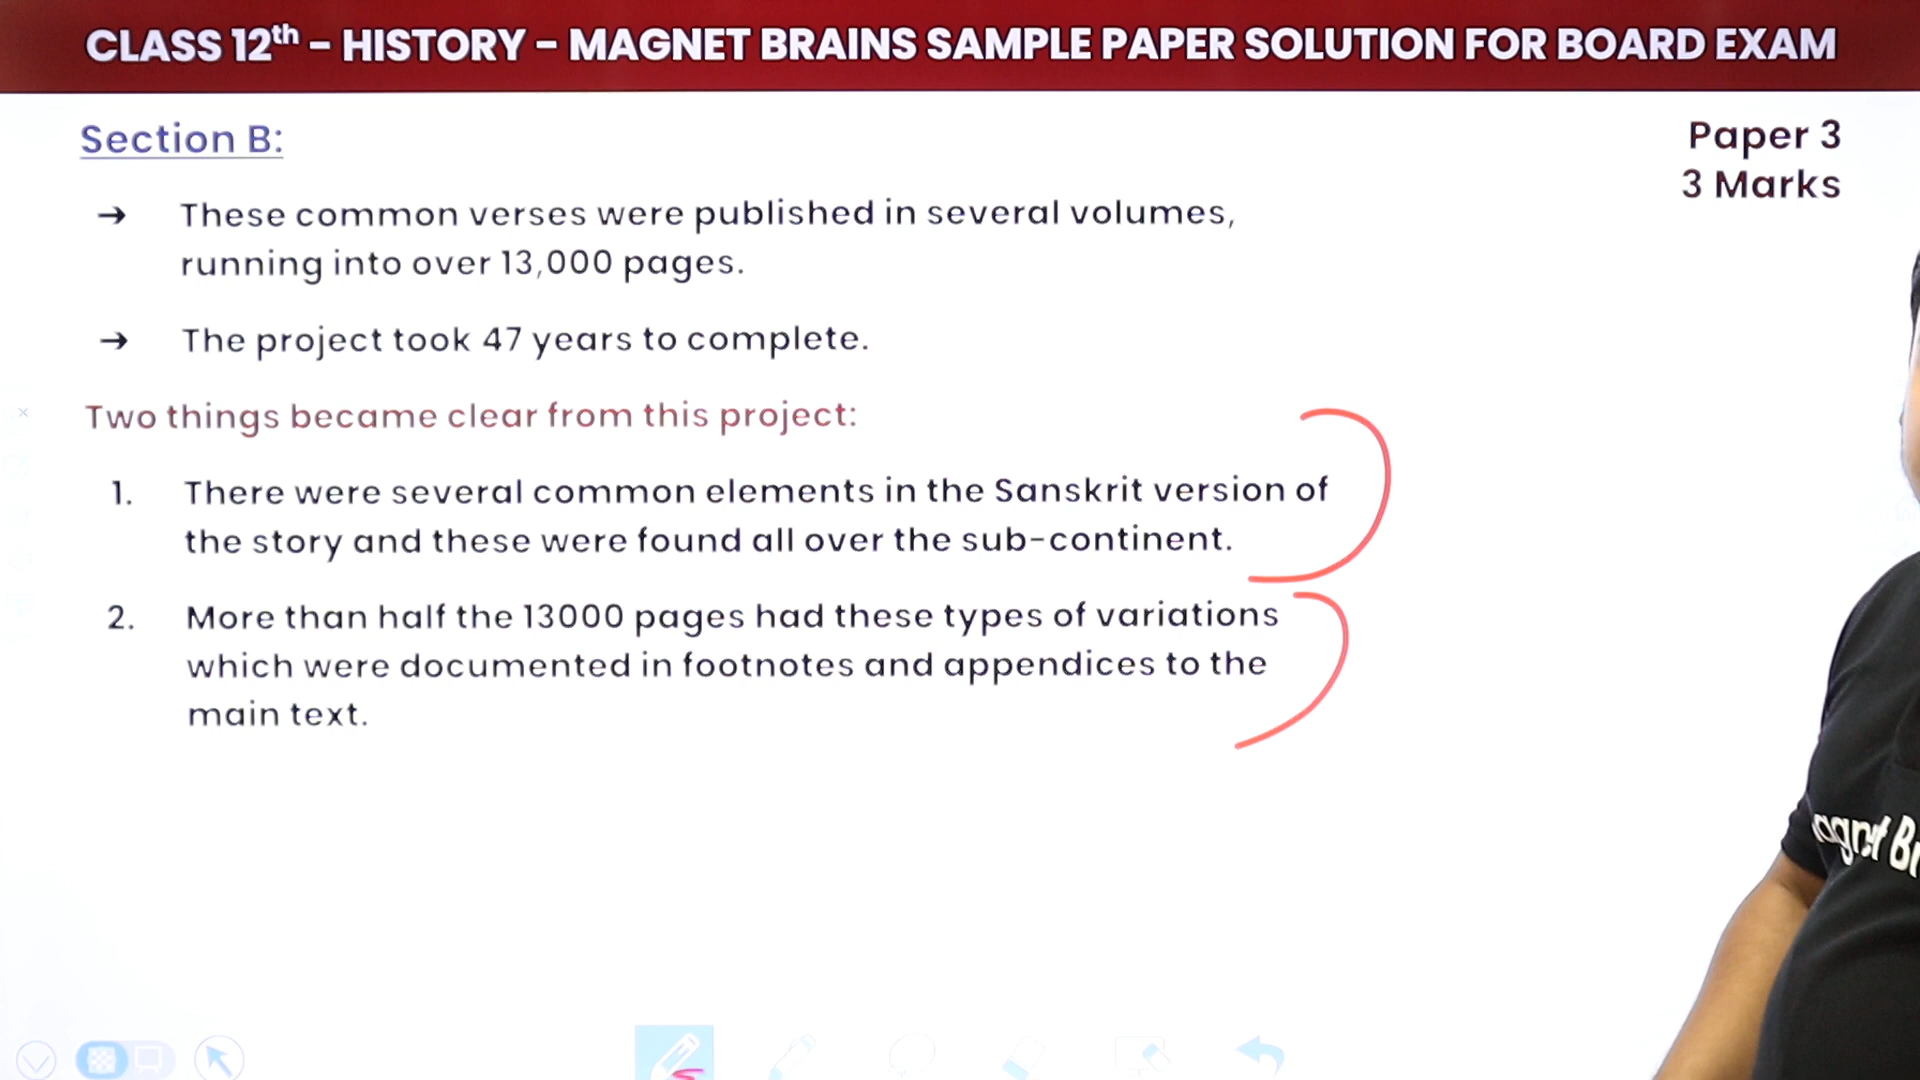 CLASS 12th – HISTORY – MAGNET BRAINS SAMPLE PAPER SOLUTION FOR BOARD EXAM
Section B:
Paper 3
3 Marks
→ These common verses were published in several volumes,
running into over 13,000 pages.
→ The project took 47 years to complete.
Two things became clear from this project:
1. There were several common elements in the Sanskrit version of
the story and these were found all over the sub-continent.
2. More than half the 13000 pages had these types of variations
which were documented in footnotes and appendices to the
main text.